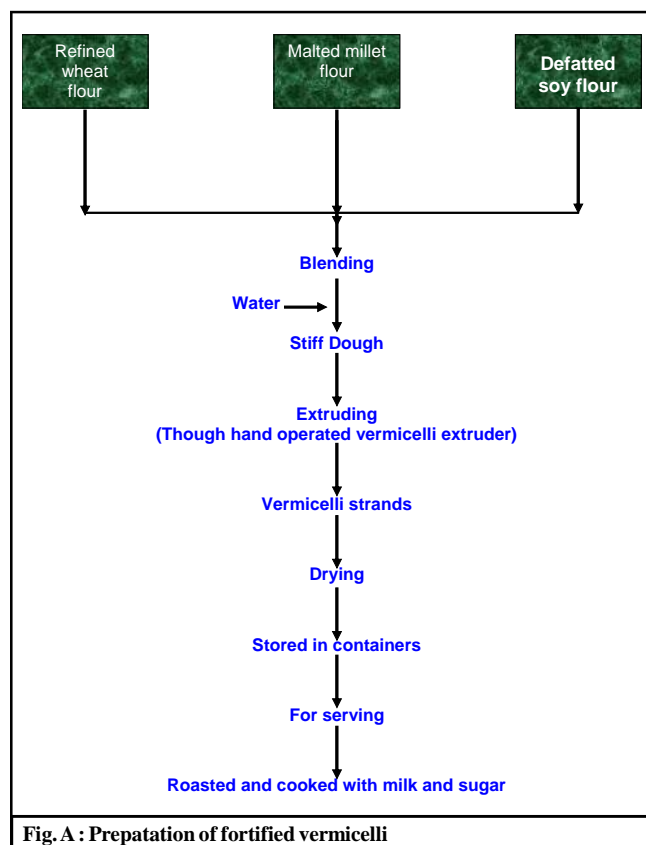 Refined
wheat
flour
Malted millet
flour
Defatted
soy flour
Blending
Water
Stiff Dough
Extruding
(Though hand operated vermicelli extruder)
Vermicelli strands
Drying
Stored in containers
For serving
Roasted and cooked with milk and sugar
Fig. A : Prepatation of fortified vermicelli